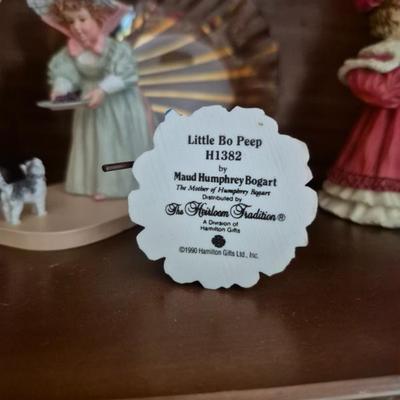 Little Bo Peep
H1382
by
Maud Humphrey Bogart
The Mother of Humphrey Bogart
Distributed by
The Heirloom Tradition®
A Division of
Hamilton Gifts
©1990 Hamilton Gifts Ltd., Inc.